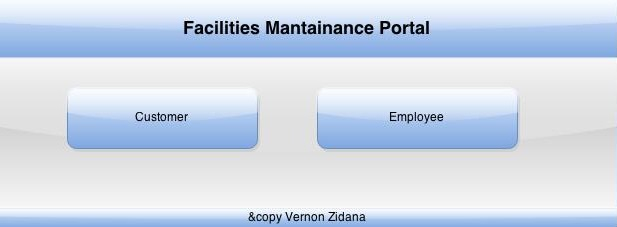 Facilities Mantainance Portal
Customer
Employee
&copy Vernon Zidana